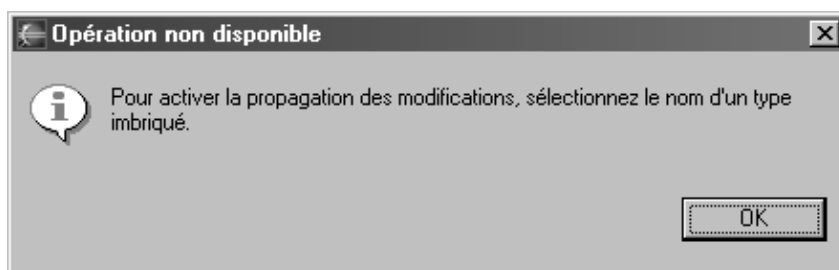 Opération non disponible
Pour activer la propagation des modifications, sélectionnez le nom d'un type
imbriqué.
OK